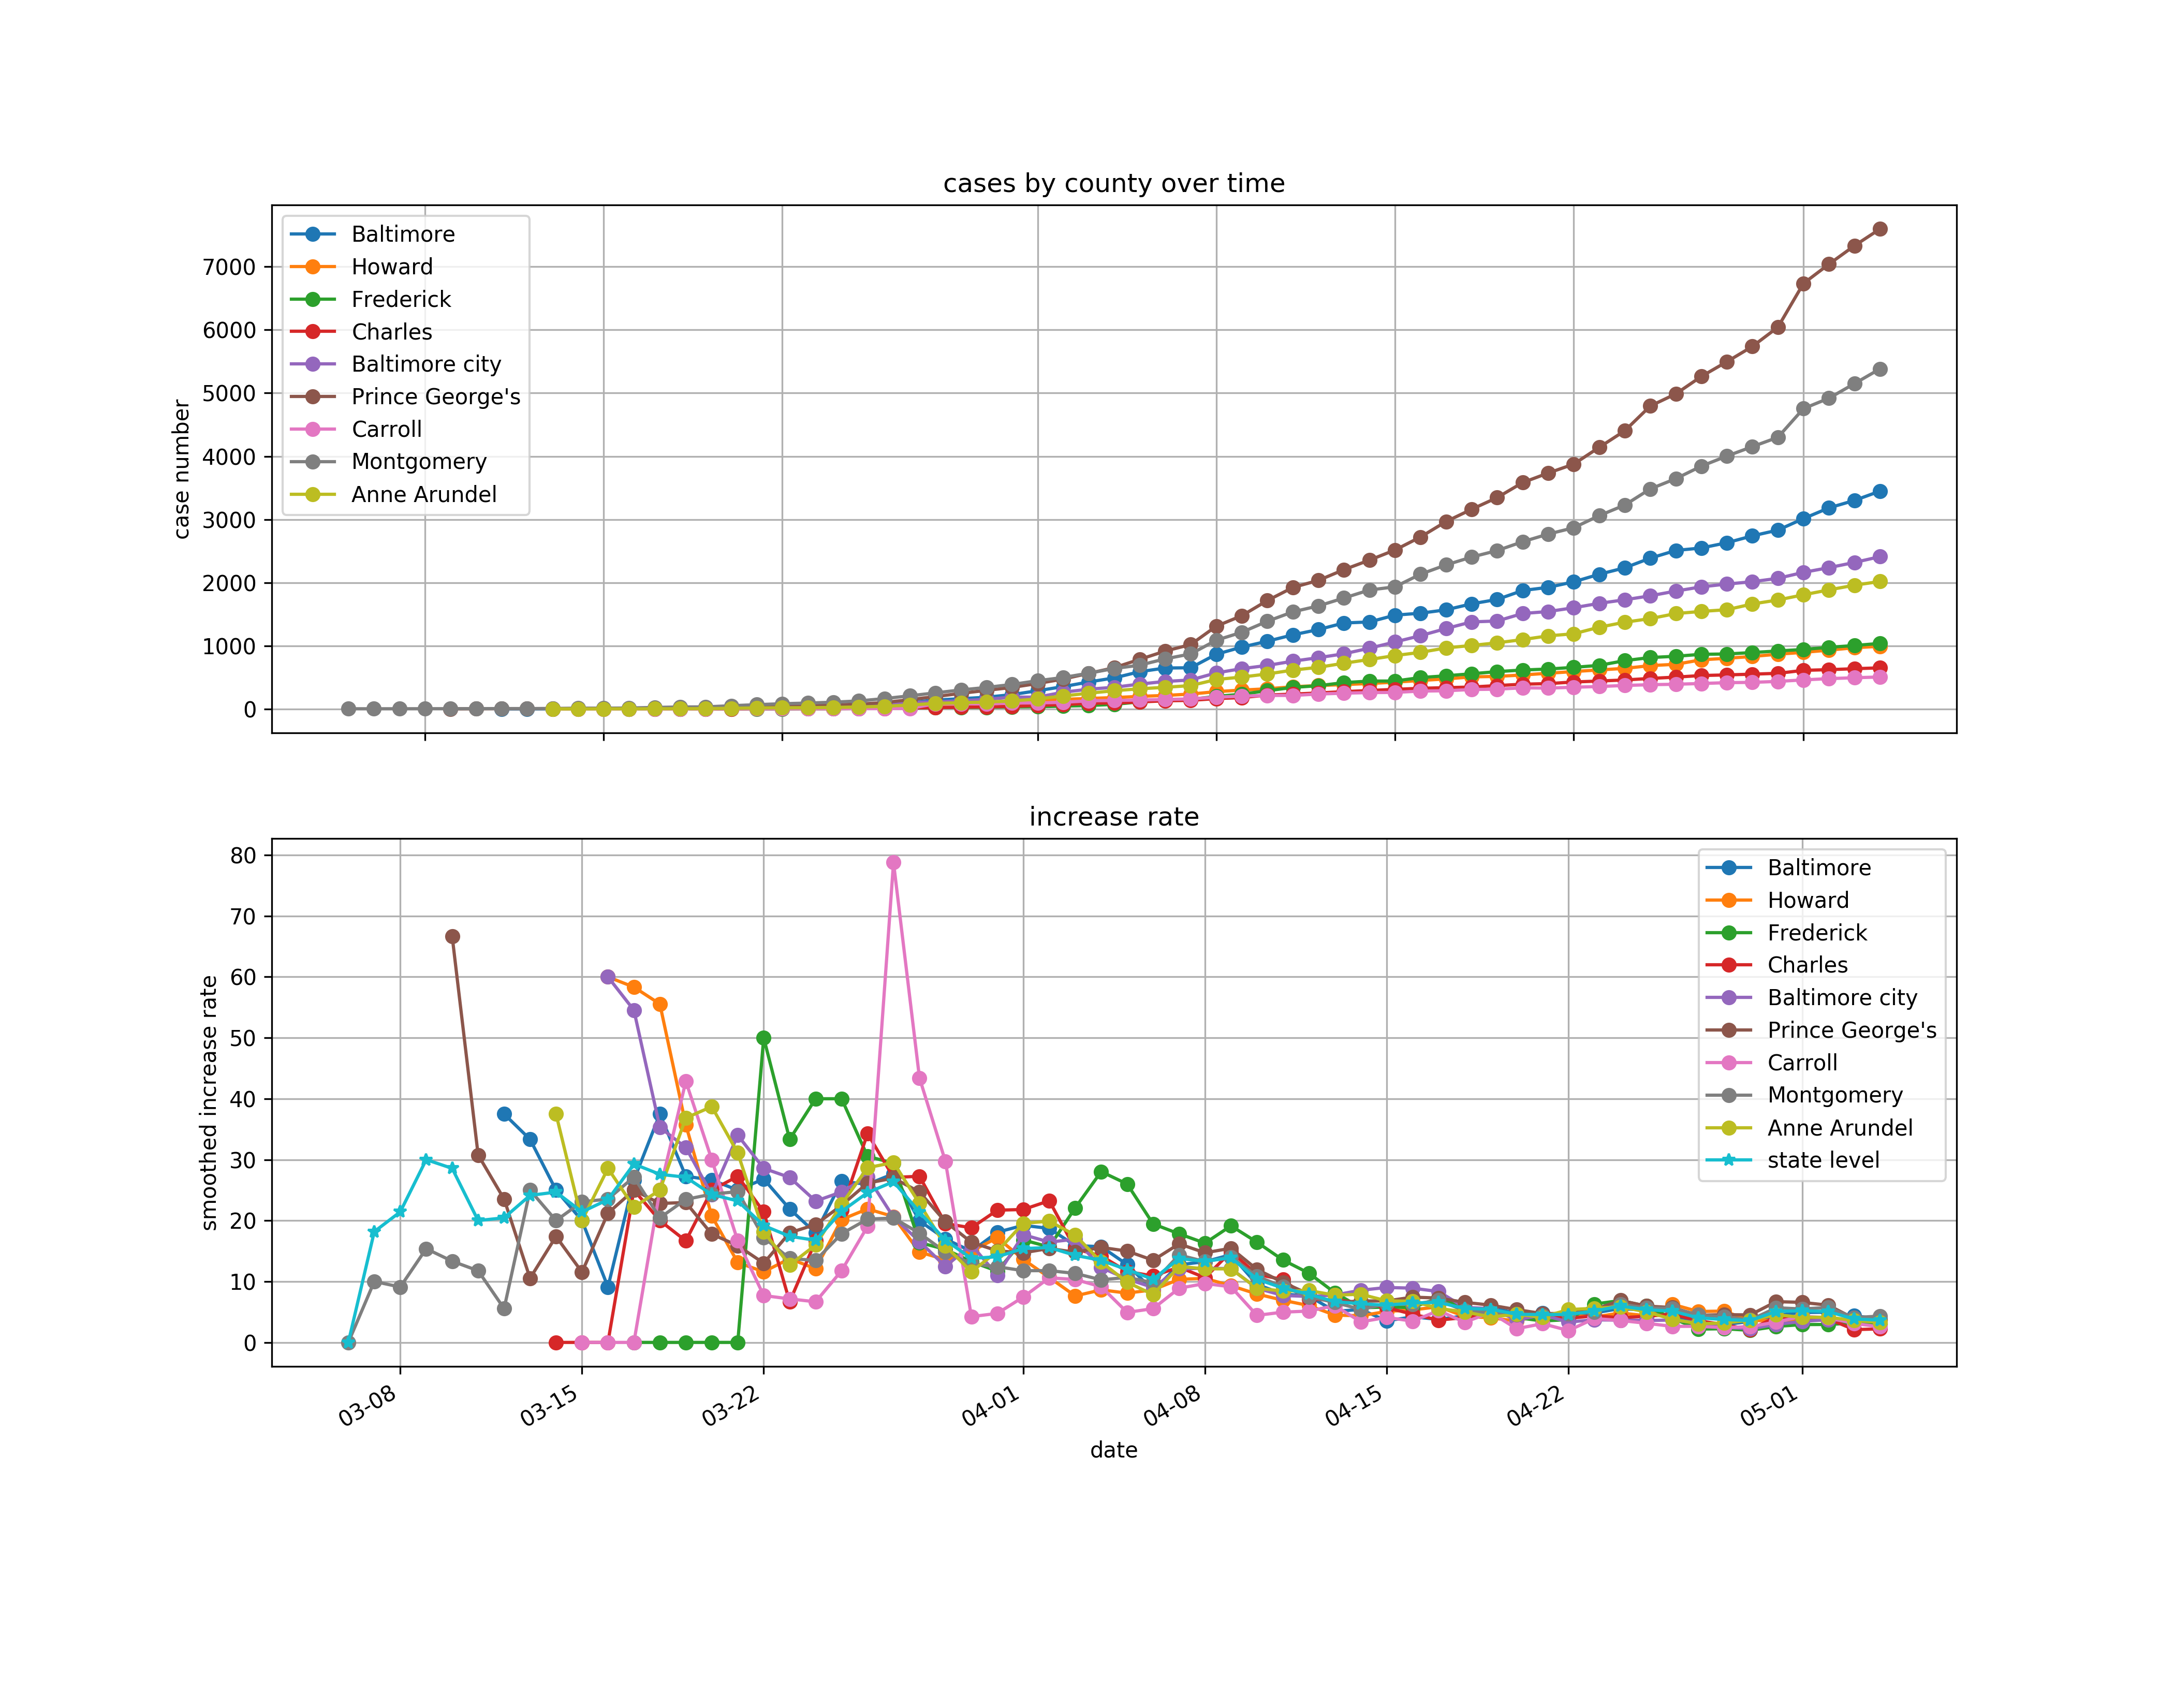 cases by county over time
case number
7000
6000
5000
4000
3000
2000
1000
0
Baltimore
Howard
Frederick
Charles
Baltimore city
Prince George's
Carroll
Montgomery
Anne Arundel
increase rate
smoothed increase rate
80
70
60
50
40
30
20
10
0
Baltimore
Howard
Frederick
Charles
Baltimore city
Prince George's
Carroll
Montgomery
Anne Arundel
state level
03-08 03-15 03-22 04-01 04-08 04-15 04-22 05-01
date